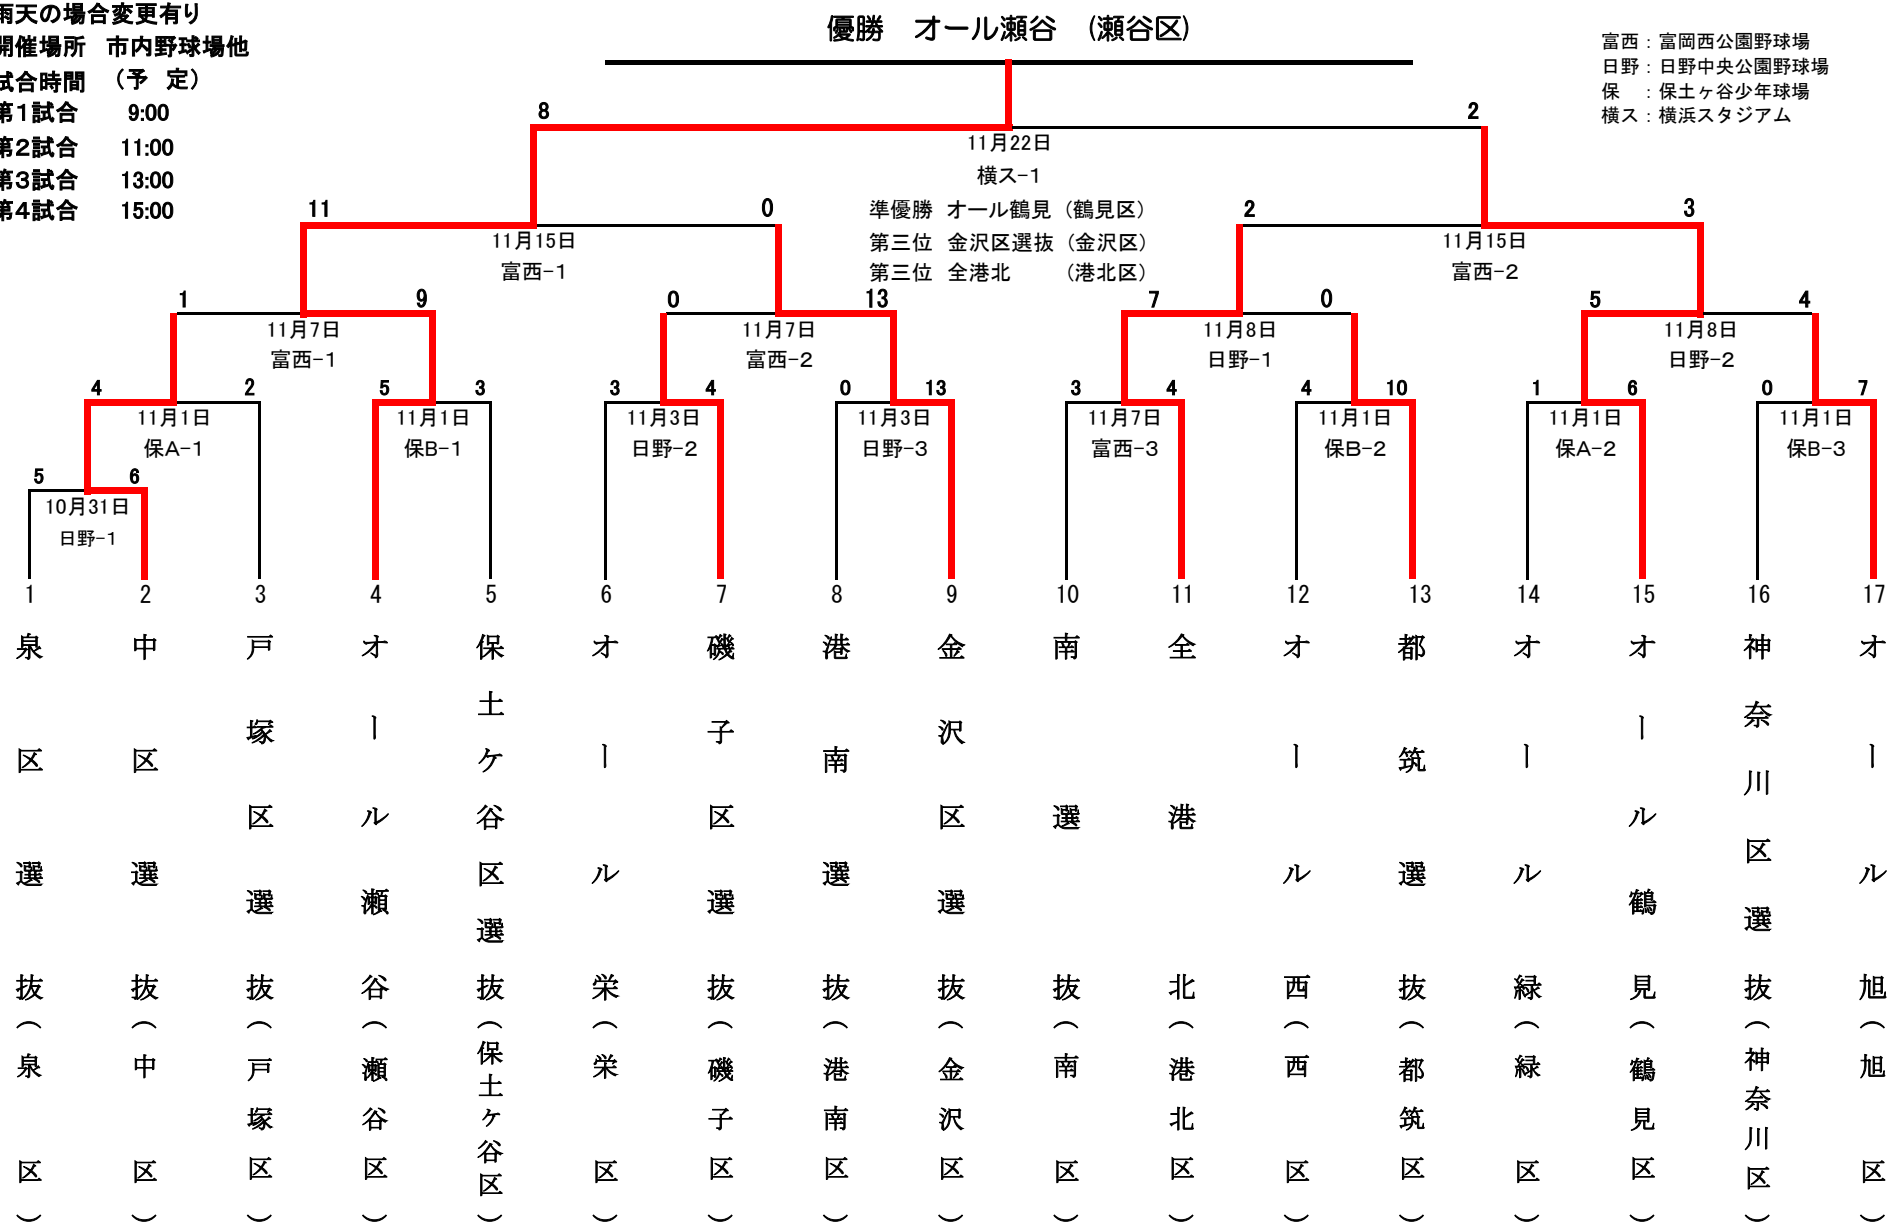 雨天の場合変更有り
開催場所 市内野球場他
試合時間 (予 定)
第1試合 9:00
第2試合 11:00
第3試合 13:00
第4試合 15:00
優勝 オール瀬谷 (瀬谷区)
富西：富岡西公園野球場
日野：日野中央公園野球場
保 ：保土ヶ谷少年球場
横ス：横浜スタジアム
8 2
11月22日
横ス-1
準優勝 オール鶴見 (鶴見区)
第三位 金沢区選抜 (金沢区)
第三位 全港北 (港北区)
11 0 2 3
11月15日 11月15日
富西-1 富西-2
1 9 0 13 7 0 5 4
11月7日 11月7日 11月8日 11月8日
富西-1 富西-2 日野-1 日野-2
4 2 5 3 3 4 0 13 3 4 4 10 1 6 0 7
11月1日 11月1日 11月3日 11月3日 11月7日 11月1日 11月1日 11月1日
保A-1 保B-1 日野-2 日野-3 富西-3 保B-2 保A-2 保B-3
5 6
10月31日
日野-1
1 2 3 4 5 6 7 8 9 10 11 12 13 14 15 16 17
泉区選抜(泉区)
中区選抜(中区)
戸塚区選抜(戸塚区)
オール瀬谷(瀬谷区)
保土ケ谷区選抜(保土ケ谷区)
オール栄(栄区)
磯子区選抜(磯子区)
港南選抜(港南区)
金沢区選抜(金沢区)
南選抜(南区)
全港北(港北区)
オール西(西区)
都筑選抜(都筑区)
オール緑(緑区)
オール鶴見(鶴見区)
神奈川区選抜(神奈川区)
オール旭(旭区)